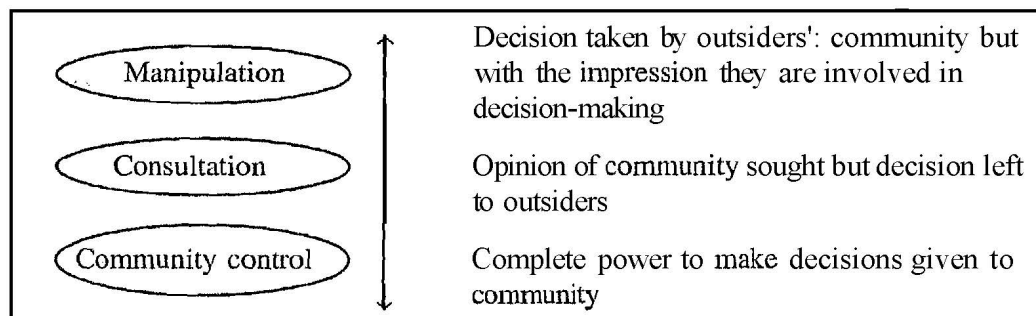 Manipulation
Decision taken by outsiders': community but
with the impression they are involved in
decision-making
Consultation
Opinion of community sought but decision left
to outsiders
Community control
Complete power to make decisions given to
community